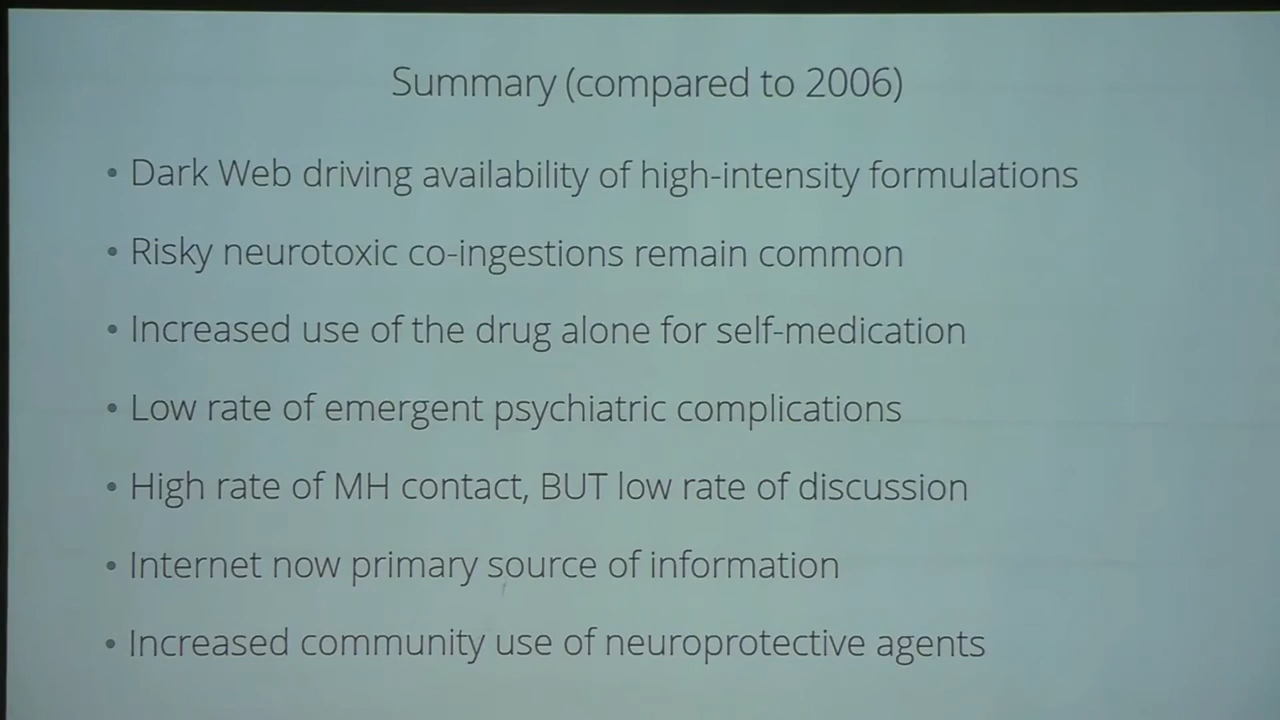 Summary (compared to 2006)
• Dark Web driving availability of high-intensity formulations
• Risky neurotoxic co-ingestions remain common
• Increased use of the drug alone for self-medication
• Low rate of emergent psychiatric complications
• High rate of MH contact, BUT low rate of discussion
• Internet now primary source of information
• Increased community use of neuroprotective agents